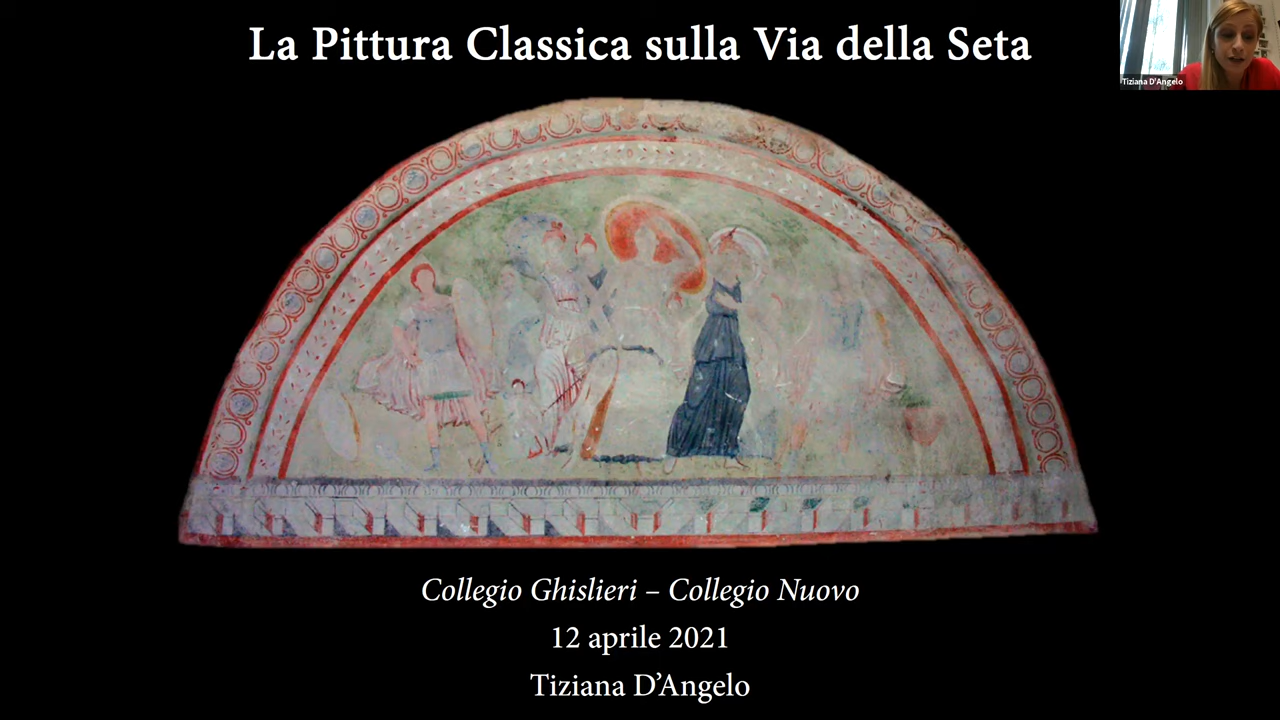 La Pittura Classica sulla Via della Seta
Tiziana D'Angelo
Collegio Ghislieri – Collegio Nuovo
12 aprile 2021
Tiziana D’Angelo